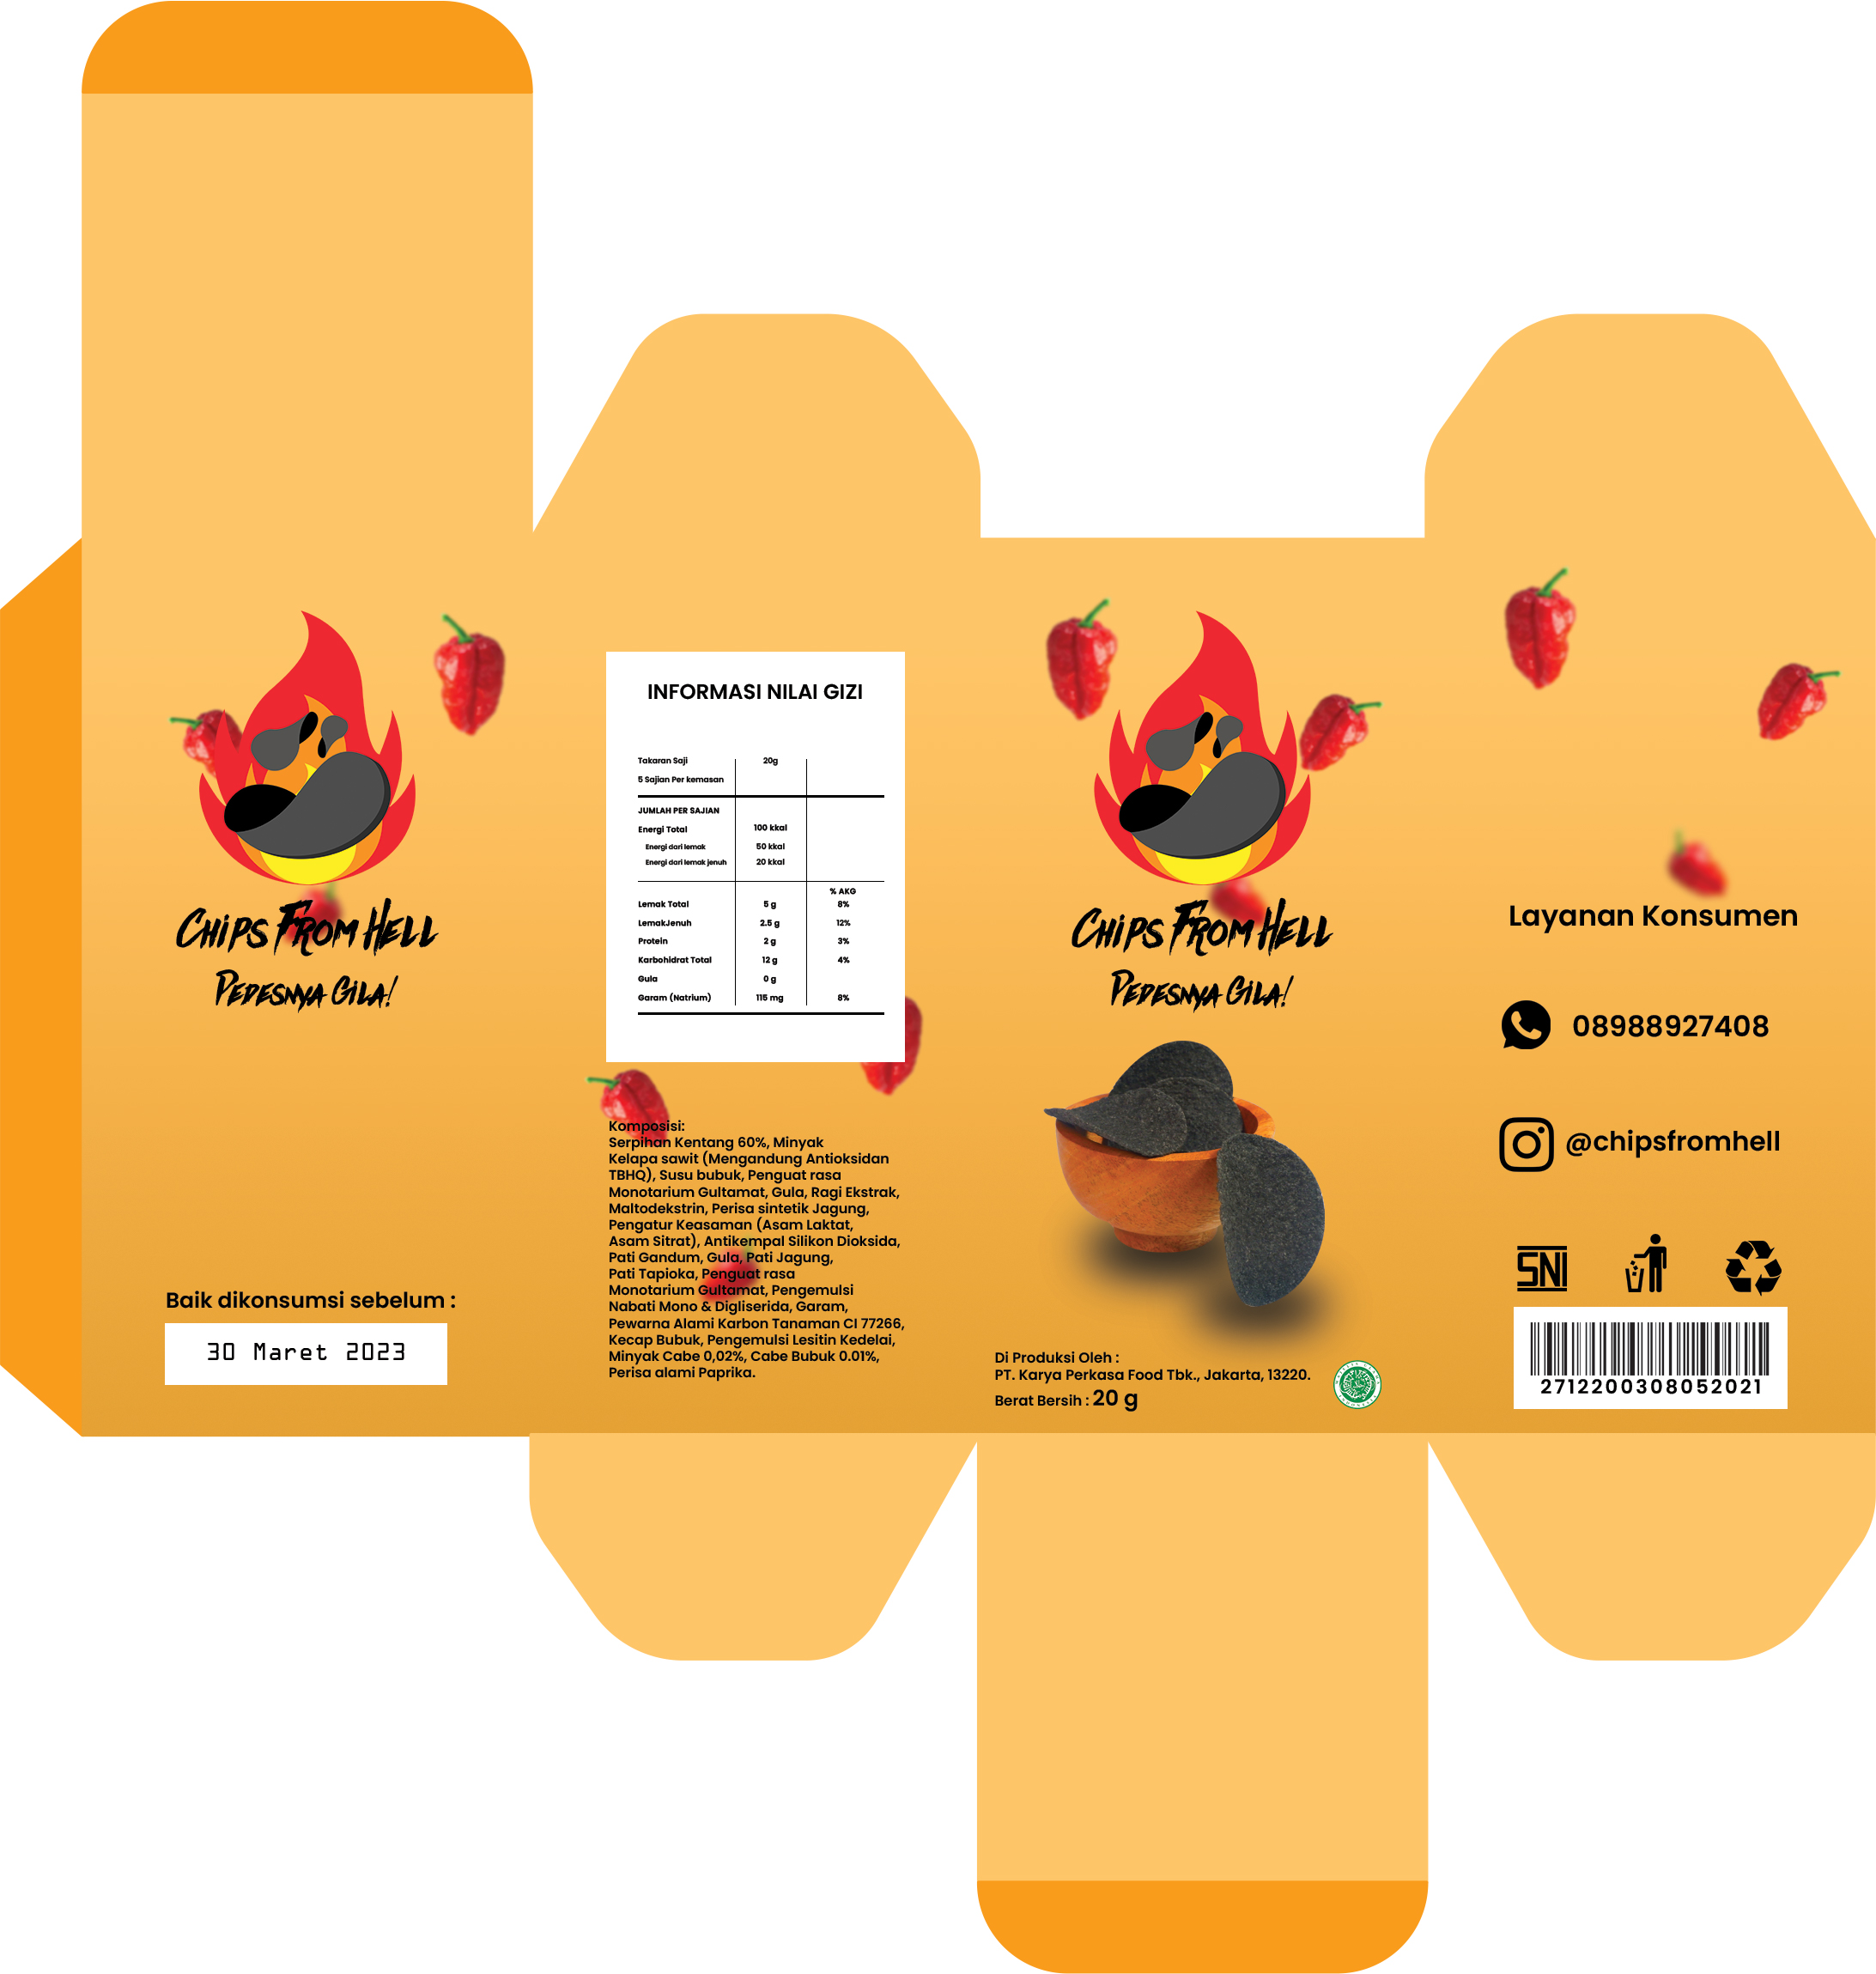 CHIPS FROM HELL
PEDESNYA GILA!
Baik dikonsumsi sebelum :
30 Maret 2023
INFORMASI NILAI GIZI
Takaran Saji 20g
5 Sajian Per kemasan
JUMLAH PER SAJIAN
Energi Total 100 kkal
Energi dari lemak 50 kkal
Energi dari lemak jenuh 20 kkal
% AKG
Lemak Total 5 g 8%
LemakJenuh 2.5 g 12%
Protein 2 g 3%
Karbohidrat Total 12 g 4%
Gula 0 g
Garam (Natrium) 115 mg 8%
Komposisi:
Serpihan Kentang 60%, Minyak
Kelapa sawit (Mengandung Antioksidan
TBHQ), Susu bubuk, Penguat rasa
Monotarium Gultamat, Gula, Ragi Ekstrak,
Maltodekstrin, Perisa sintetik Jagung,
Pengatur Keasaman (Asam Laktat,
Asam Sitrat), Antikempal Silikon Dioksida,
Pati Gandum, Gula, Pati Jagung,
Pati Tapioka, Penguat rasa
Monotarium Gultamat, Pengemulsi
Nabati Mono & Digliserida, Garam,
Pewarna Alami Karbon Tanaman CI 77266,
Kecap Bubuk, Pengemulsi Lesitin Kedelai,
Minyak Cabe 0,02%, Cabe Bubuk 0.01%,
Perisa alami Paprika.
CHIPS FROM HELL
PEDESNYA GILA!
Di Produksi Oleh :
PT. Karya Perkasa Food Tbk., Jakarta, 13220.
Berat Bersih : 20 g
Layanan Konsumen
08988927408
@chipsfromhell
SNI
2712200308052021